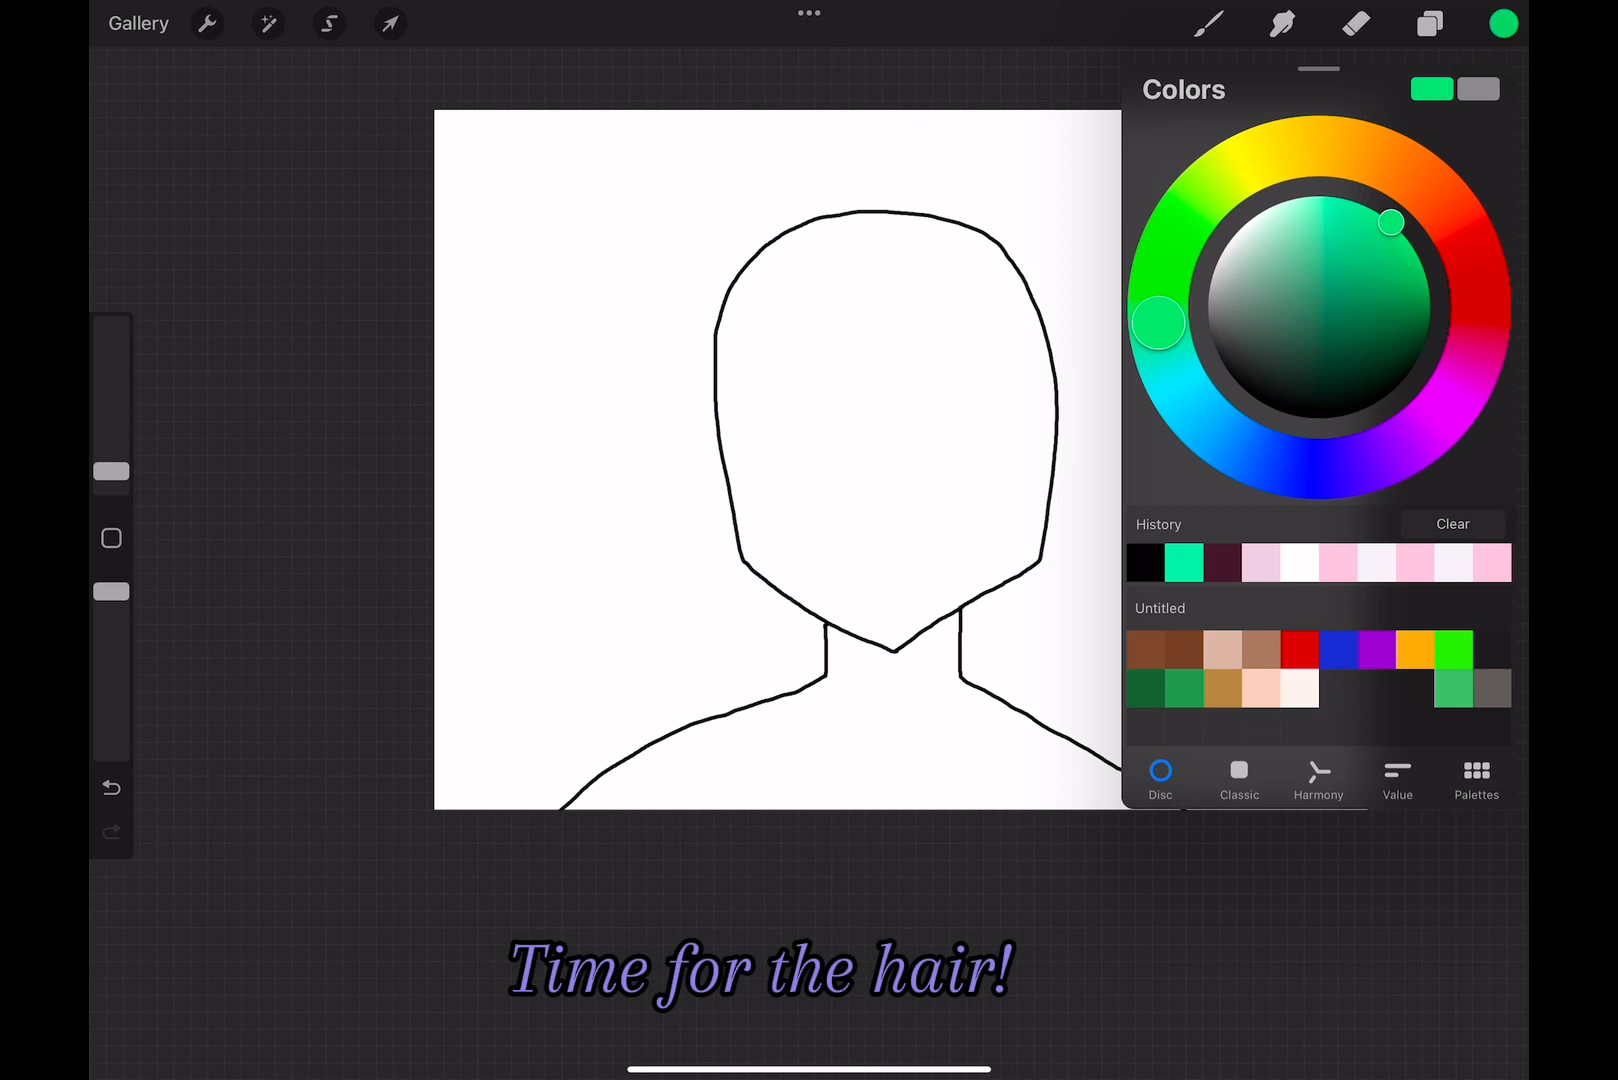 Gallery
Colors
History
Clear
Untitled
Disc
Classic
Harmony
Value
Palettes
Time for the hair!